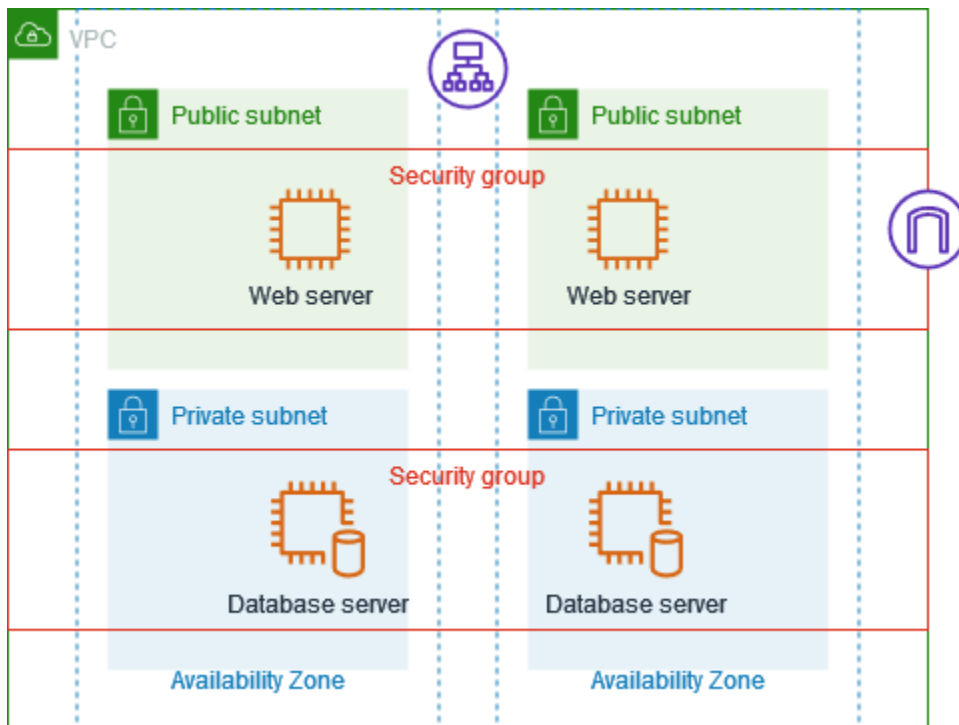 VPC
Public subnet
Public subnet
Security group
Web server
Web server
Private subnet
Private subnet
Security group
Database server
Database server
Availability Zone
Availability Zone